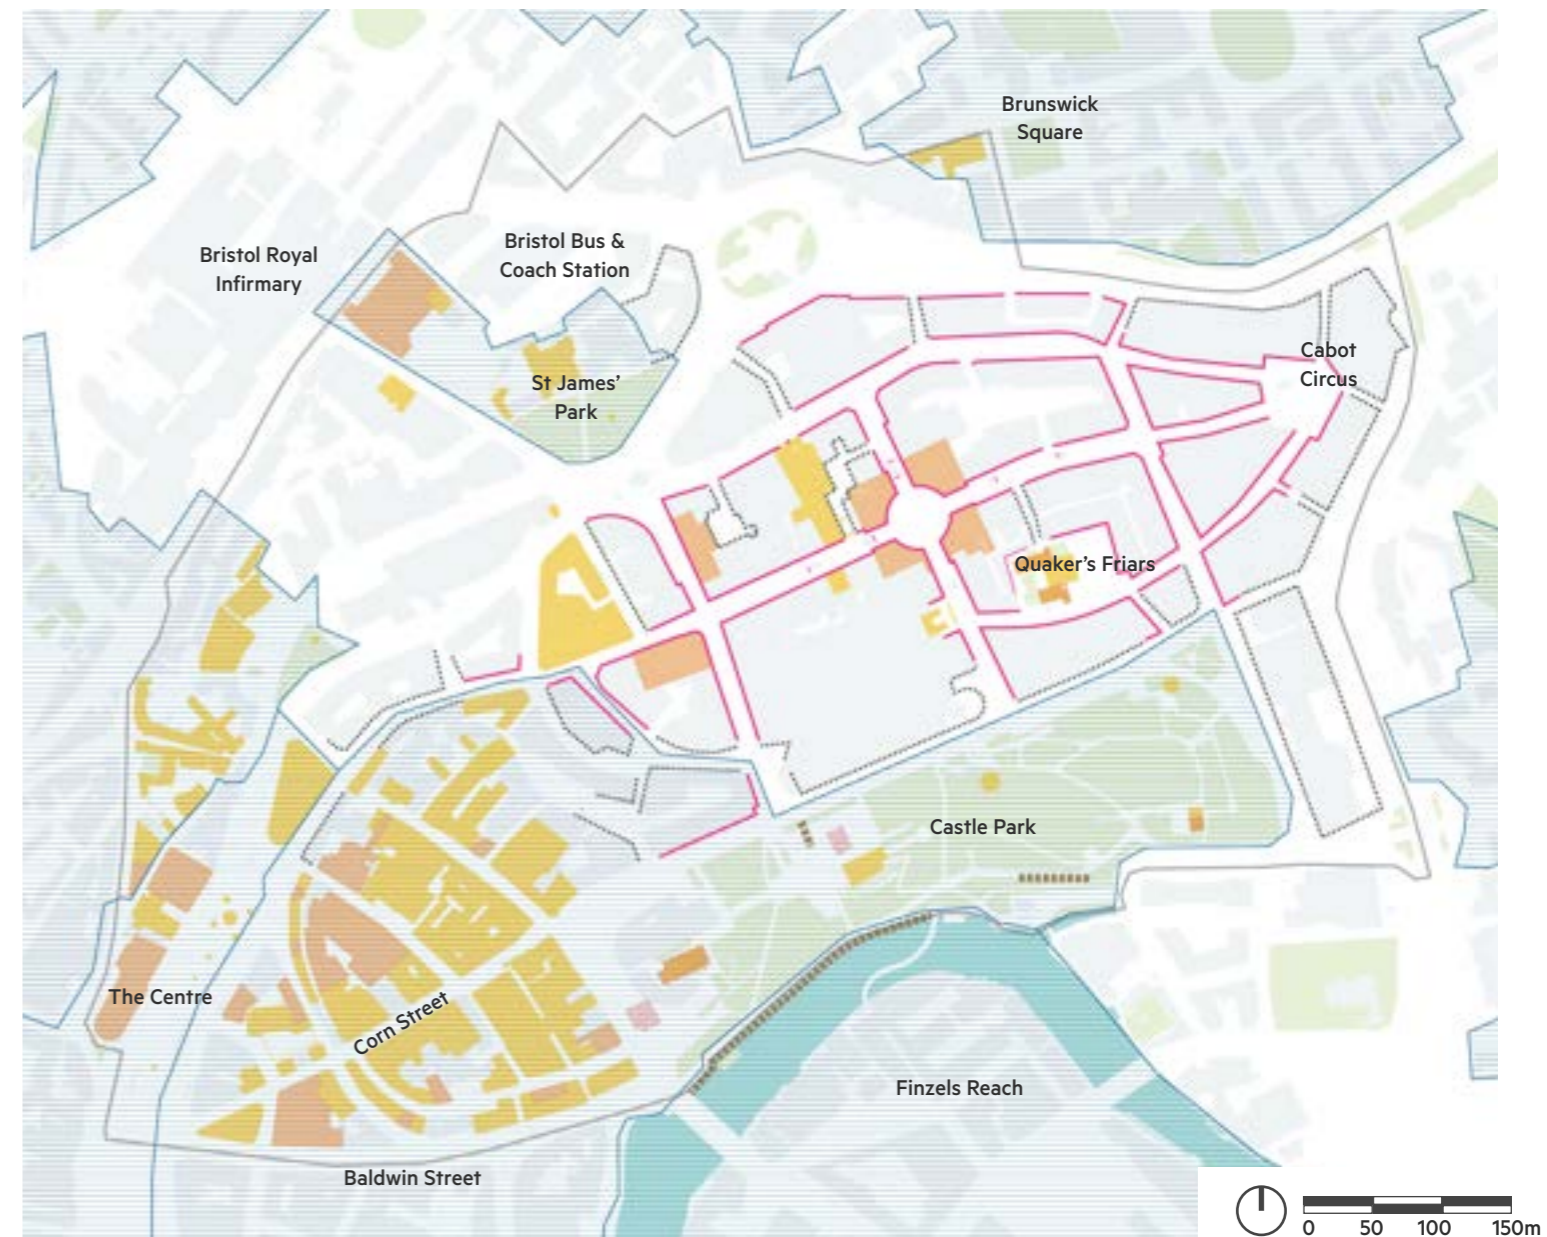 Brunswick
Square
Bristol Royal
Infirmary
Bristol Bus &
Coach Station
Cabot
Circus
St James’
Park
Quaker’s Friars
Castle Park
The Centre
Corn Street
Finzels Reach
Baldwin Street
0 50 100 150m